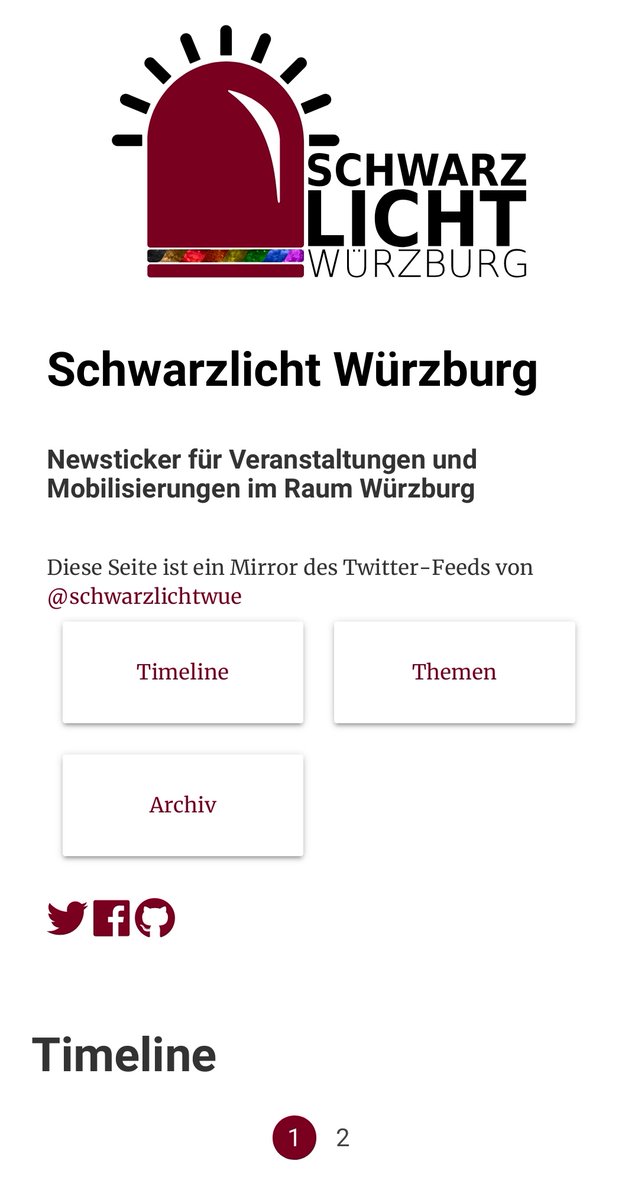 SCHWARZ
LICHT
WÜRZBURG
Schwarzlicht Würzburg
Newsticker für Veranstaltungen und
Mobilisierungen im Raum Würzburg
Diese Seite ist ein Mirror des Twitter-Feeds von
@schwarzlichtwue
Timeline
Themen
Archiv
Timeline
1 2